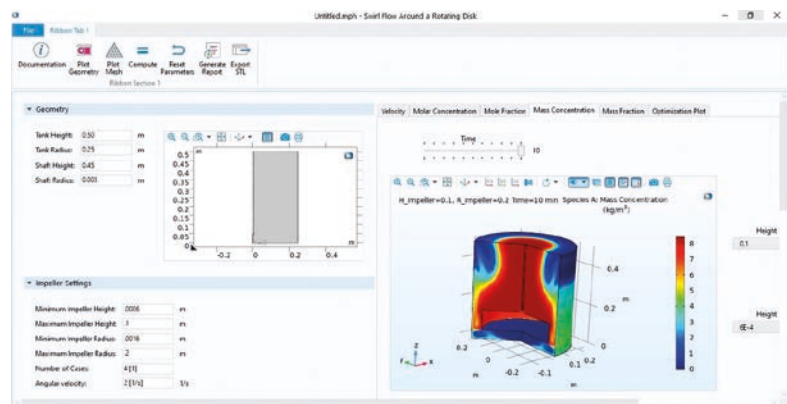 Untitled.mph - Swirl Flow Around a Rotating Disk
File Ribbon Tab 1
Documentation Plot Geometry Plot Mesh Compute Reset Parameters Generate Report Export STL
Ribbon Section 1
Geometry
Tank Height: 0.50 m
Tank Radius: 0.25 m
Shaft Height: 0.45 m
Shaft Radius: 0.003 m
m
0.5
0.45
0.4
0.35
0.3
0.25
0.2
0.15
0.1
0.05
0
-0.2 0 0.2 0.4
m
Impeller Settings
Minimum Impeller Height: .0006 m
Maximum Impeller Height: .1 m
Minimum Impeller Radius: .0016 m
Maximum Impeller Radius: .2 m
Number of Cases: 4[1]
Angular velocity: 2[1/s] 1/s
Velocity Molar Concentration Mole Fraction Mass Concentration Mass Fraction Optimization Plot
Time 10
H_impeller=0.1, R_impeller=0.2 Time=10 min Species A: Mass Concentration
(kg/m³)
8
7
6
5
4
3
2
1
0
0.4
0.2 m
0
0.2
0
-0.2
m
-0.1
0.1
0.2
m
z
y x
Height
0.1
Height
6E-4